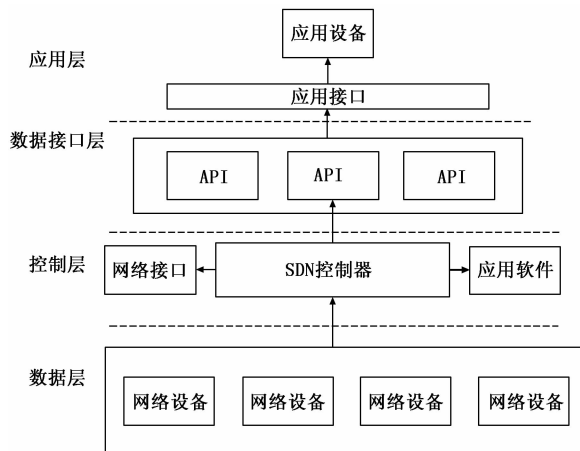 应用设备
应用层
应用接口
数据接口层
API
API
API
控制层
网络接口
SDN控制器
应用软件
数据层
网络设备
网络设备
网络设备
网络设备